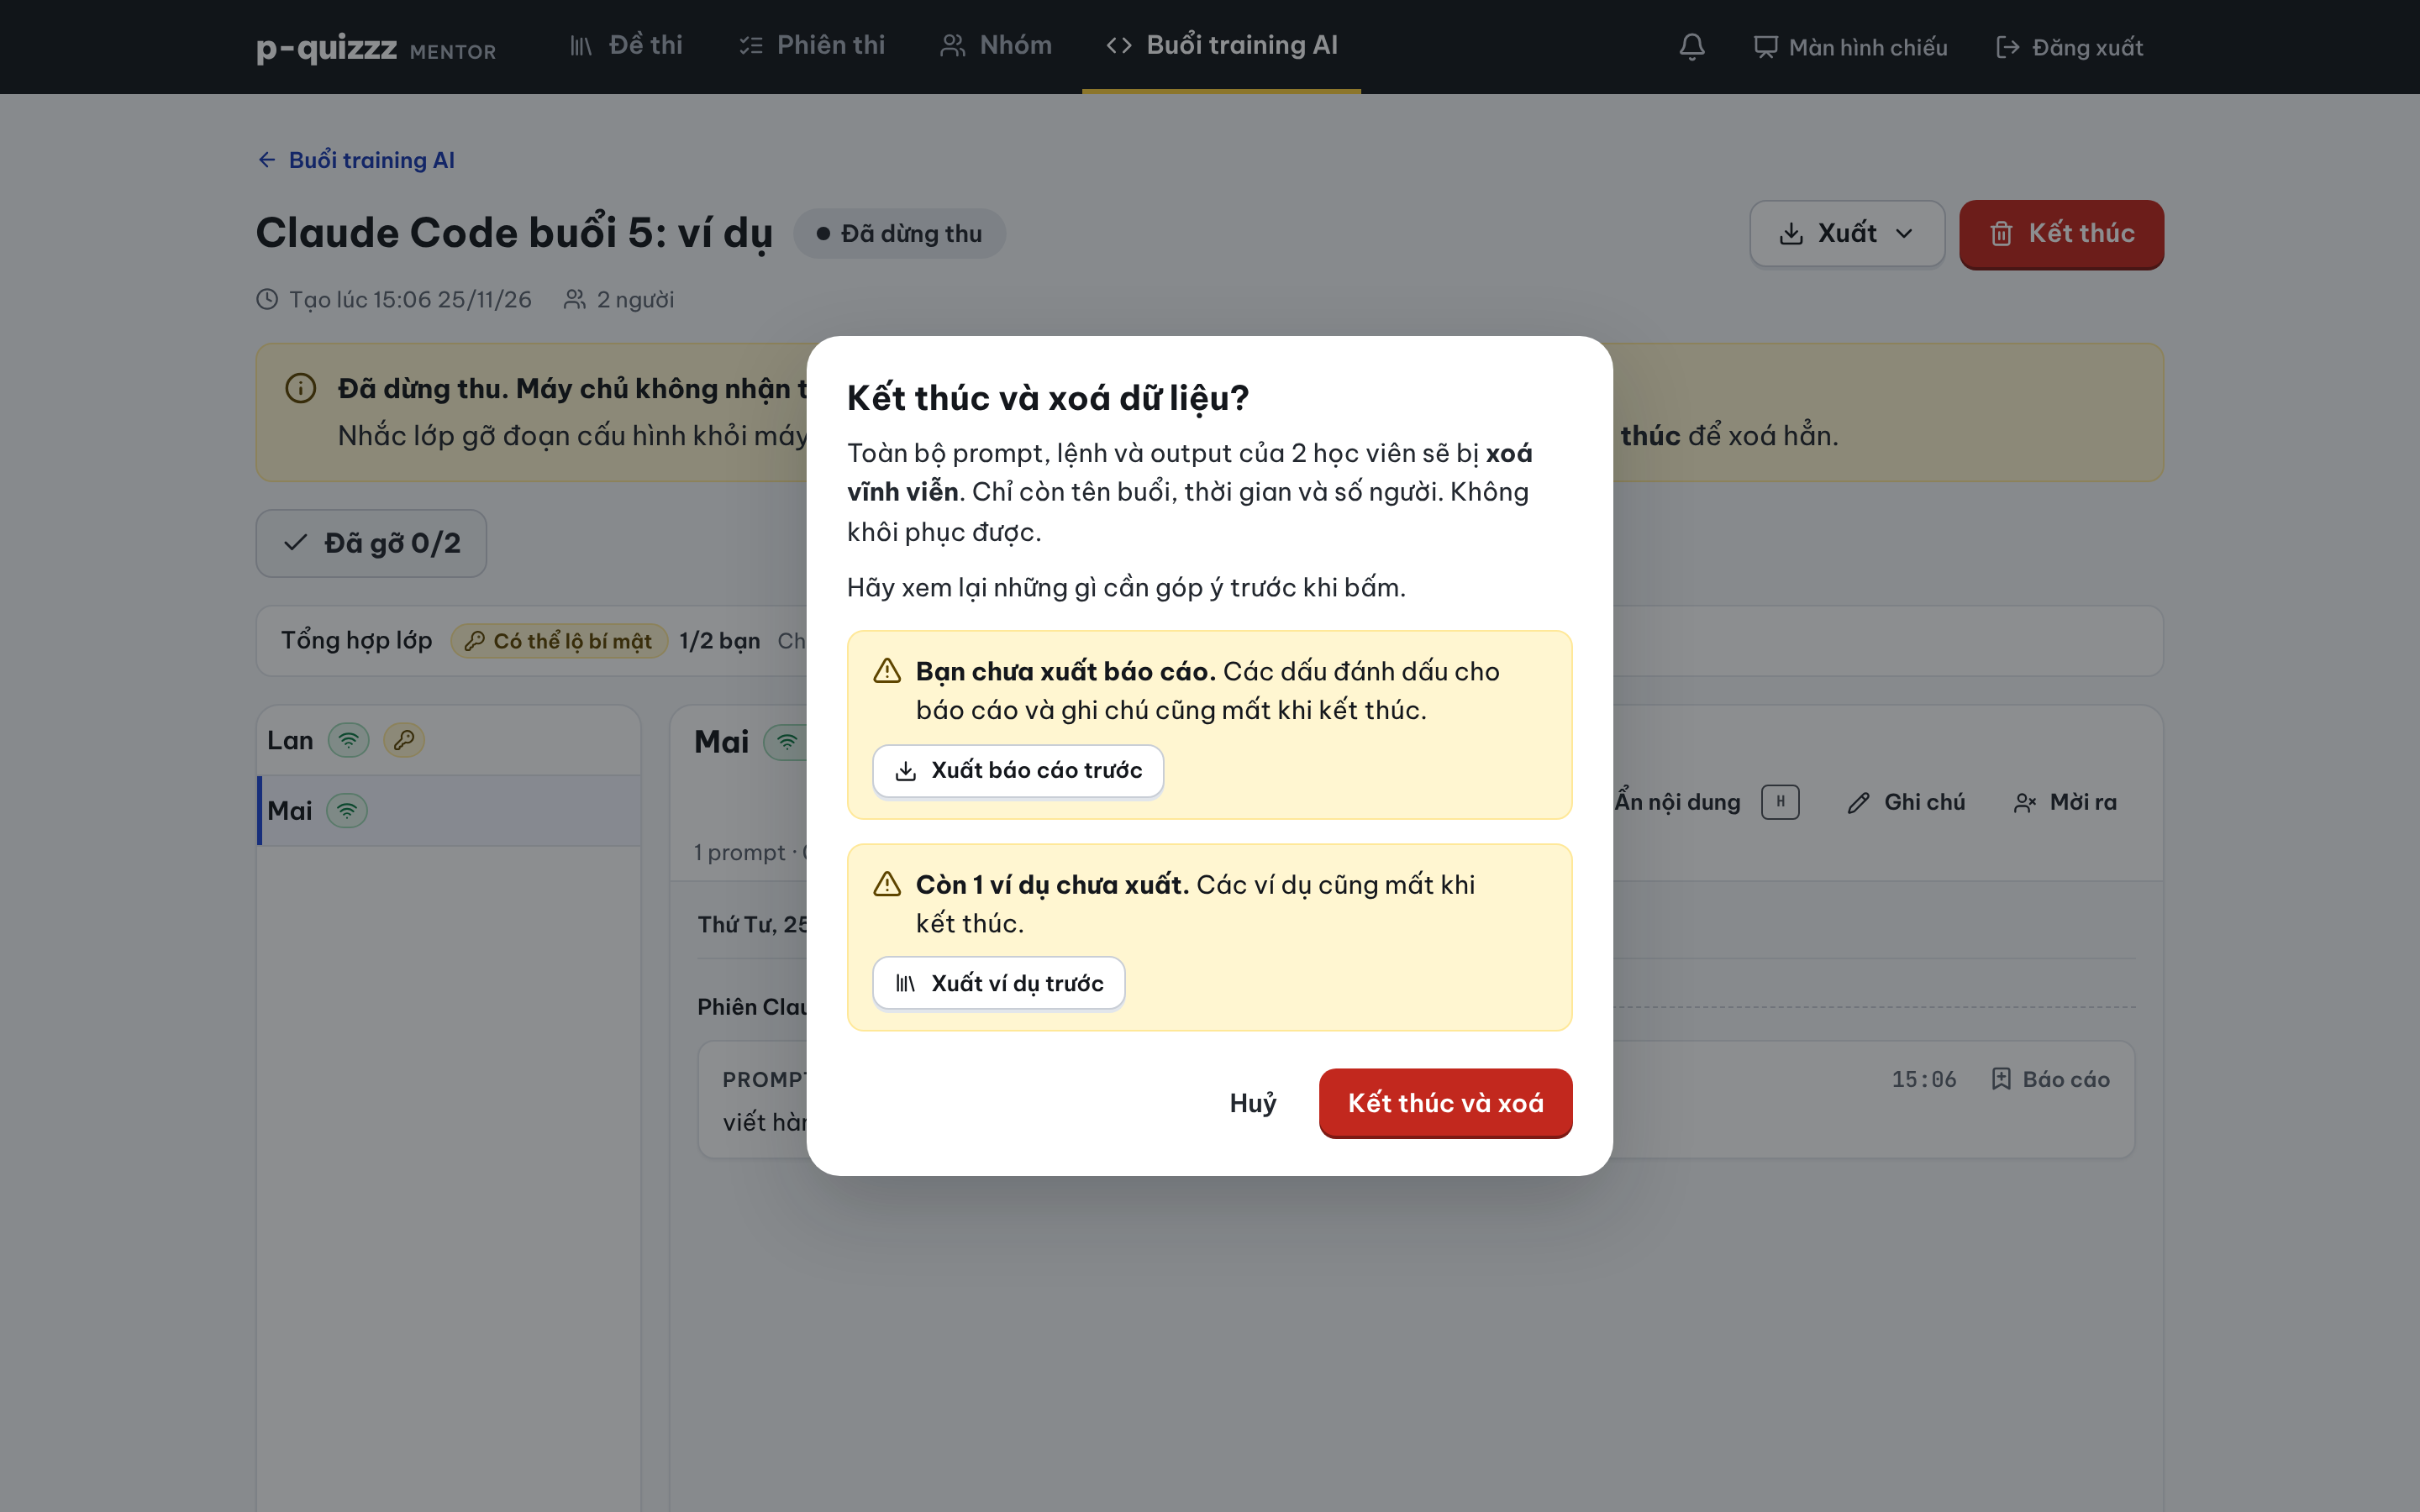 p-quizzz MENTOR
Đề thi
Phiên thi
Nhóm
Buổi training AI
Màn hình chiếu
Đăng xuất
Buổi training AI
Claude Code buổi 5: ví dụ
Đã dừng thu
Xuất
Kết thúc
Tạo lúc 15:06 25/11/26
2 người
Đã dừng thu. Máy chủ không nhận
Nhắc lớp gỡ đoạn cấu hình khỏi máy
thúc để xoá hẳn.
Đã gỡ 0/2
Tổng hợp lớp
Có thể lộ bí mật
1/2 bạn
Lan
Mai
Mai
Ẩn nội dung
H
Ghi chú
Mời ra
1 prompt ·
Thứ Tư, 25
Phiên
PROMPT
15:06
Báo cáo
viết
Kết thúc và xoá dữ liệu?
Toàn bộ prompt, lệnh và output của 2 học viên sẽ bị xoá
vĩnh viễn. Chỉ còn tên buổi, thời gian và số người. Không
khôi phục được.
Hãy xem lại những gì cần góp ý trước khi bấm.
Bạn chưa xuất báo cáo. Các dấu đánh dấu cho
báo cáo và ghi chú cũng mất khi kết thúc.
Xuất báo cáo trước
Còn 1 ví dụ chưa xuất. Các ví dụ cũng mất khi
kết thúc.
Xuất ví dụ trước
Huỷ
Kết thúc và xoá